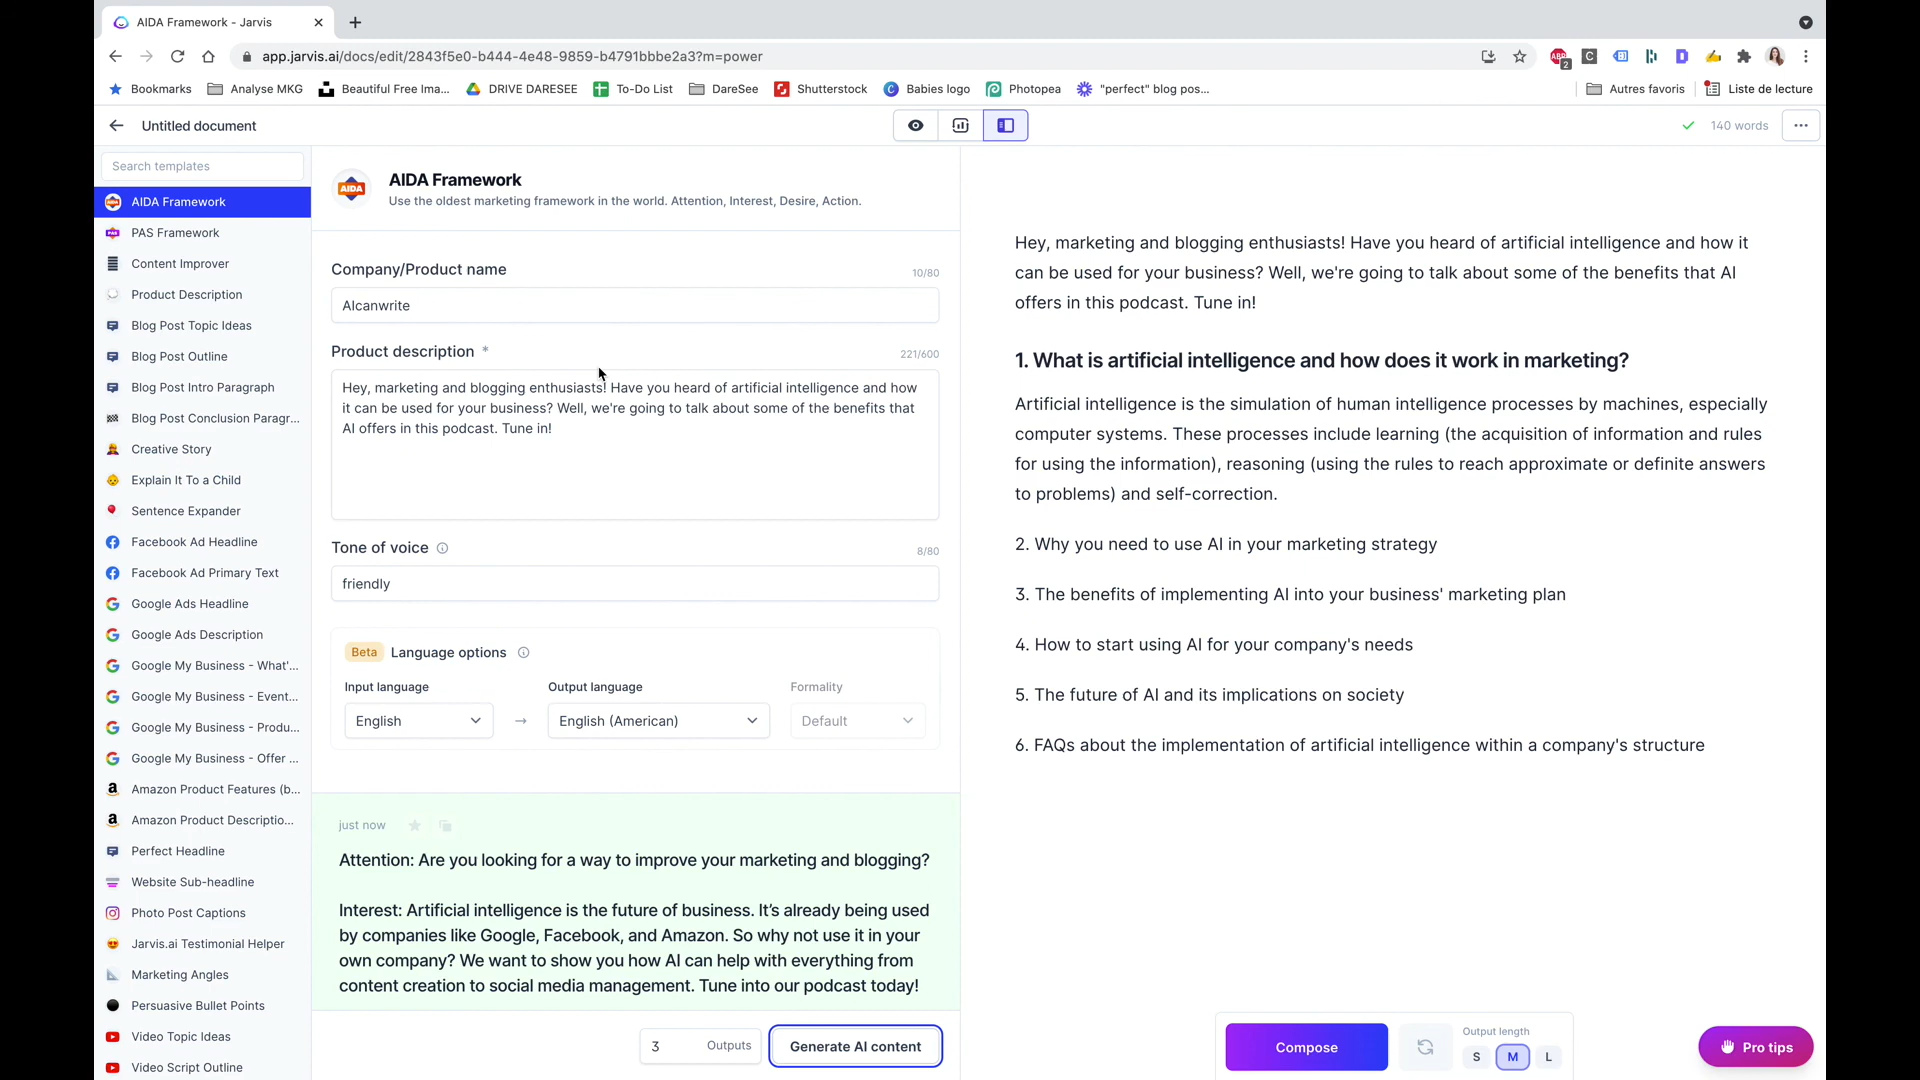 AIDA Framework - Jarvis
app.jarvis.ai/docs/edit/2843f5e0-b444-4e48-9859-b4791bbbe2a3?m=power
ABP
2
C
D
Bookmarks
Analyse MKG
Beautiful Free Ima...
DRIVE DARESEE
To-Do List
DareSee
Shutterstock
Babies logo
Photopea
"perfect" blog pos...
Autres favoris
Liste de lecture
Untitled document
140 words
Search templates
AIDA Framework
PAS Framework
Content Improver
Product Description
Blog Post Topic Ideas
Blog Post Outline
Blog Post Intro Paragraph
Blog Post Conclusion Paragr...
Creative Story
Explain It To a Child
Sentence Expander
Facebook Ad Headline
Facebook Ad Primary Text
Google Ads Headline
Google Ads Description
Google My Business - What'...
Google My Business - Event...
Google My Business - Produ...
Google My Business - Offer ...
Amazon Product Features (b...
Amazon Product Descriptio...
Perfect Headline
Website Sub-headline
Photo Post Captions
Jarvis.ai Testimonial Helper
Marketing Angles
Persuasive Bullet Points
Video Topic Ideas
Video Script Outline
AIDA
AIDA Framework
Use the oldest marketing framework in the world. Attention, Interest, Desire, Action.
Company/Product name
10/80
AIcanwrite
Product description *
221/600
Hey, marketing and blogging enthusiasts! Have you heard of artificial intelligence and how
it can be used for your business? Well, we're going to talk about some of the benefits that
AI offers in this podcast. Tune in!
Tone of voice
8/80
friendly
Beta Language options
Input language
Output language
Formality
English
→
English (American)
Default
just now
Attention: Are you looking for a way to improve your marketing and blogging?
Interest: Artificial intelligence is the future of business. It's already being used
by companies like Google, Facebook, and Amazon. So why not use it in your
own company? We want to show you how AI can help with everything from
content creation to social media management. Tune into our podcast today!
3 Outputs
Generate AI content
Hey, marketing and blogging enthusiasts! Have you heard of artificial intelligence and how it
can be used for your business? Well, we're going to talk about some of the benefits that AI
offers in this podcast. Tune in!
1. What is artificial intelligence and how does it work in marketing?
Artificial intelligence is the simulation of human intelligence processes by machines, especially
computer systems. These processes include learning (the acquisition of information and rules
for using the information), reasoning (using the rules to reach approximate or definite answers
to problems) and self-correction.
2. Why you need to use AI in your marketing strategy
3. The benefits of implementing AI into your business' marketing plan
4. How to start using AI for your company's needs
5. The future of AI and its implications on society
6. FAQs about the implementation of artificial intelligence within a company's structure
Compose
Output length
S
M
L
Pro tips